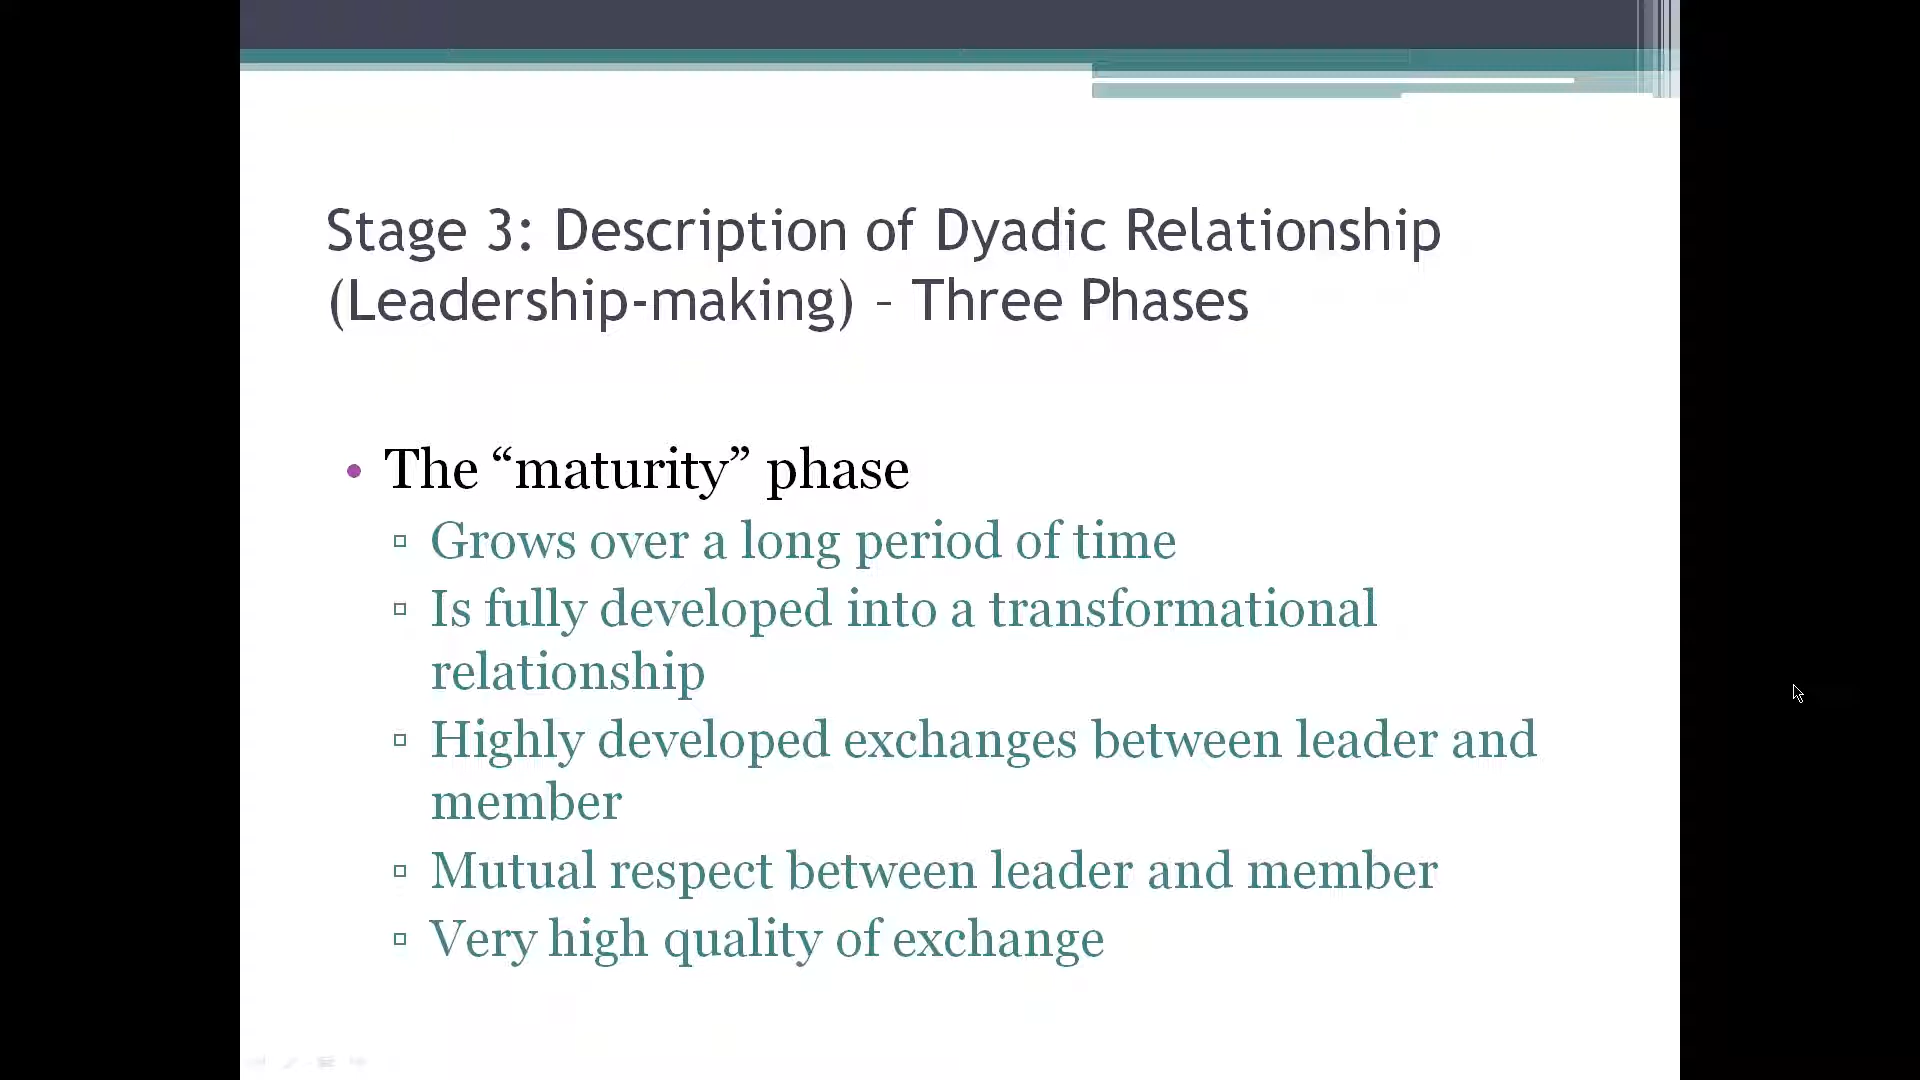 Stage 3: Description of Dyadic Relationship
(Leadership-making) – Three Phases
• The “maturity” phase
▫ Grows over a long period of time
▫ Is fully developed into a transformational
relationship
▫ Highly developed exchanges between leader and
member
▫ Mutual respect between leader and member
▫ Very high quality of exchange